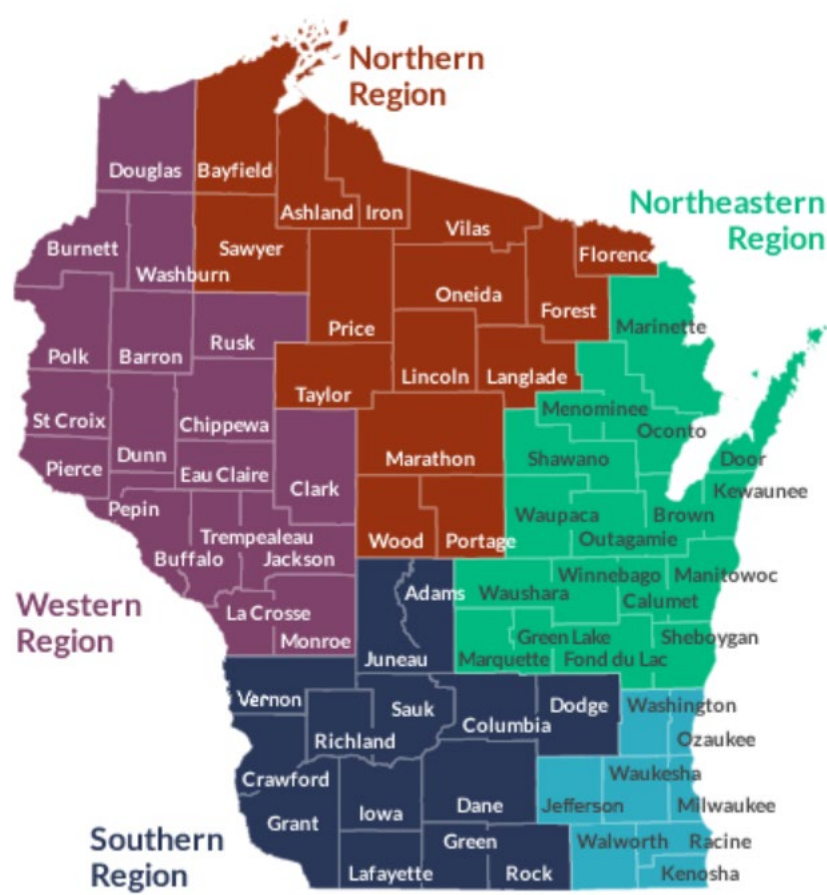 Northern
Region
Douglas
Bayfield
Ashland
Iron
Vilas
Northeastern
Region
Burnett
Washburn
Sawyer
Florenc
Oneida
Forest
Price
Marinette
Polk
Barron
Rusk
Lincoln
Langlade
Taylor
St Croix
Chippewa
Menominee
Oconto
Dunn
Pierce
Eau Claire
Marathon
Shawano
Door
Clark
Kewaunee
Pepin
Waupaca
Brown
Trempealeau
Wood
Portage
Outagamie
Buffalo
Jackson
Winnebago
Manitowoc
Adams
Waushara
Calumet
Western
Region
La Crosse
Monroe
Green Lake
Sheboygan
Juneau
Marquette
Fond du Lac
Vernon
Sauk
Columbia
Dodge
Washington
Richland
Ozaukee
Crawford
Waukesha
Grant
Iowa
Dane
Jefferson
Milwaukee
Southern
Region
Green
Walworth
Racine
Lafayette
Rock
Kenosha